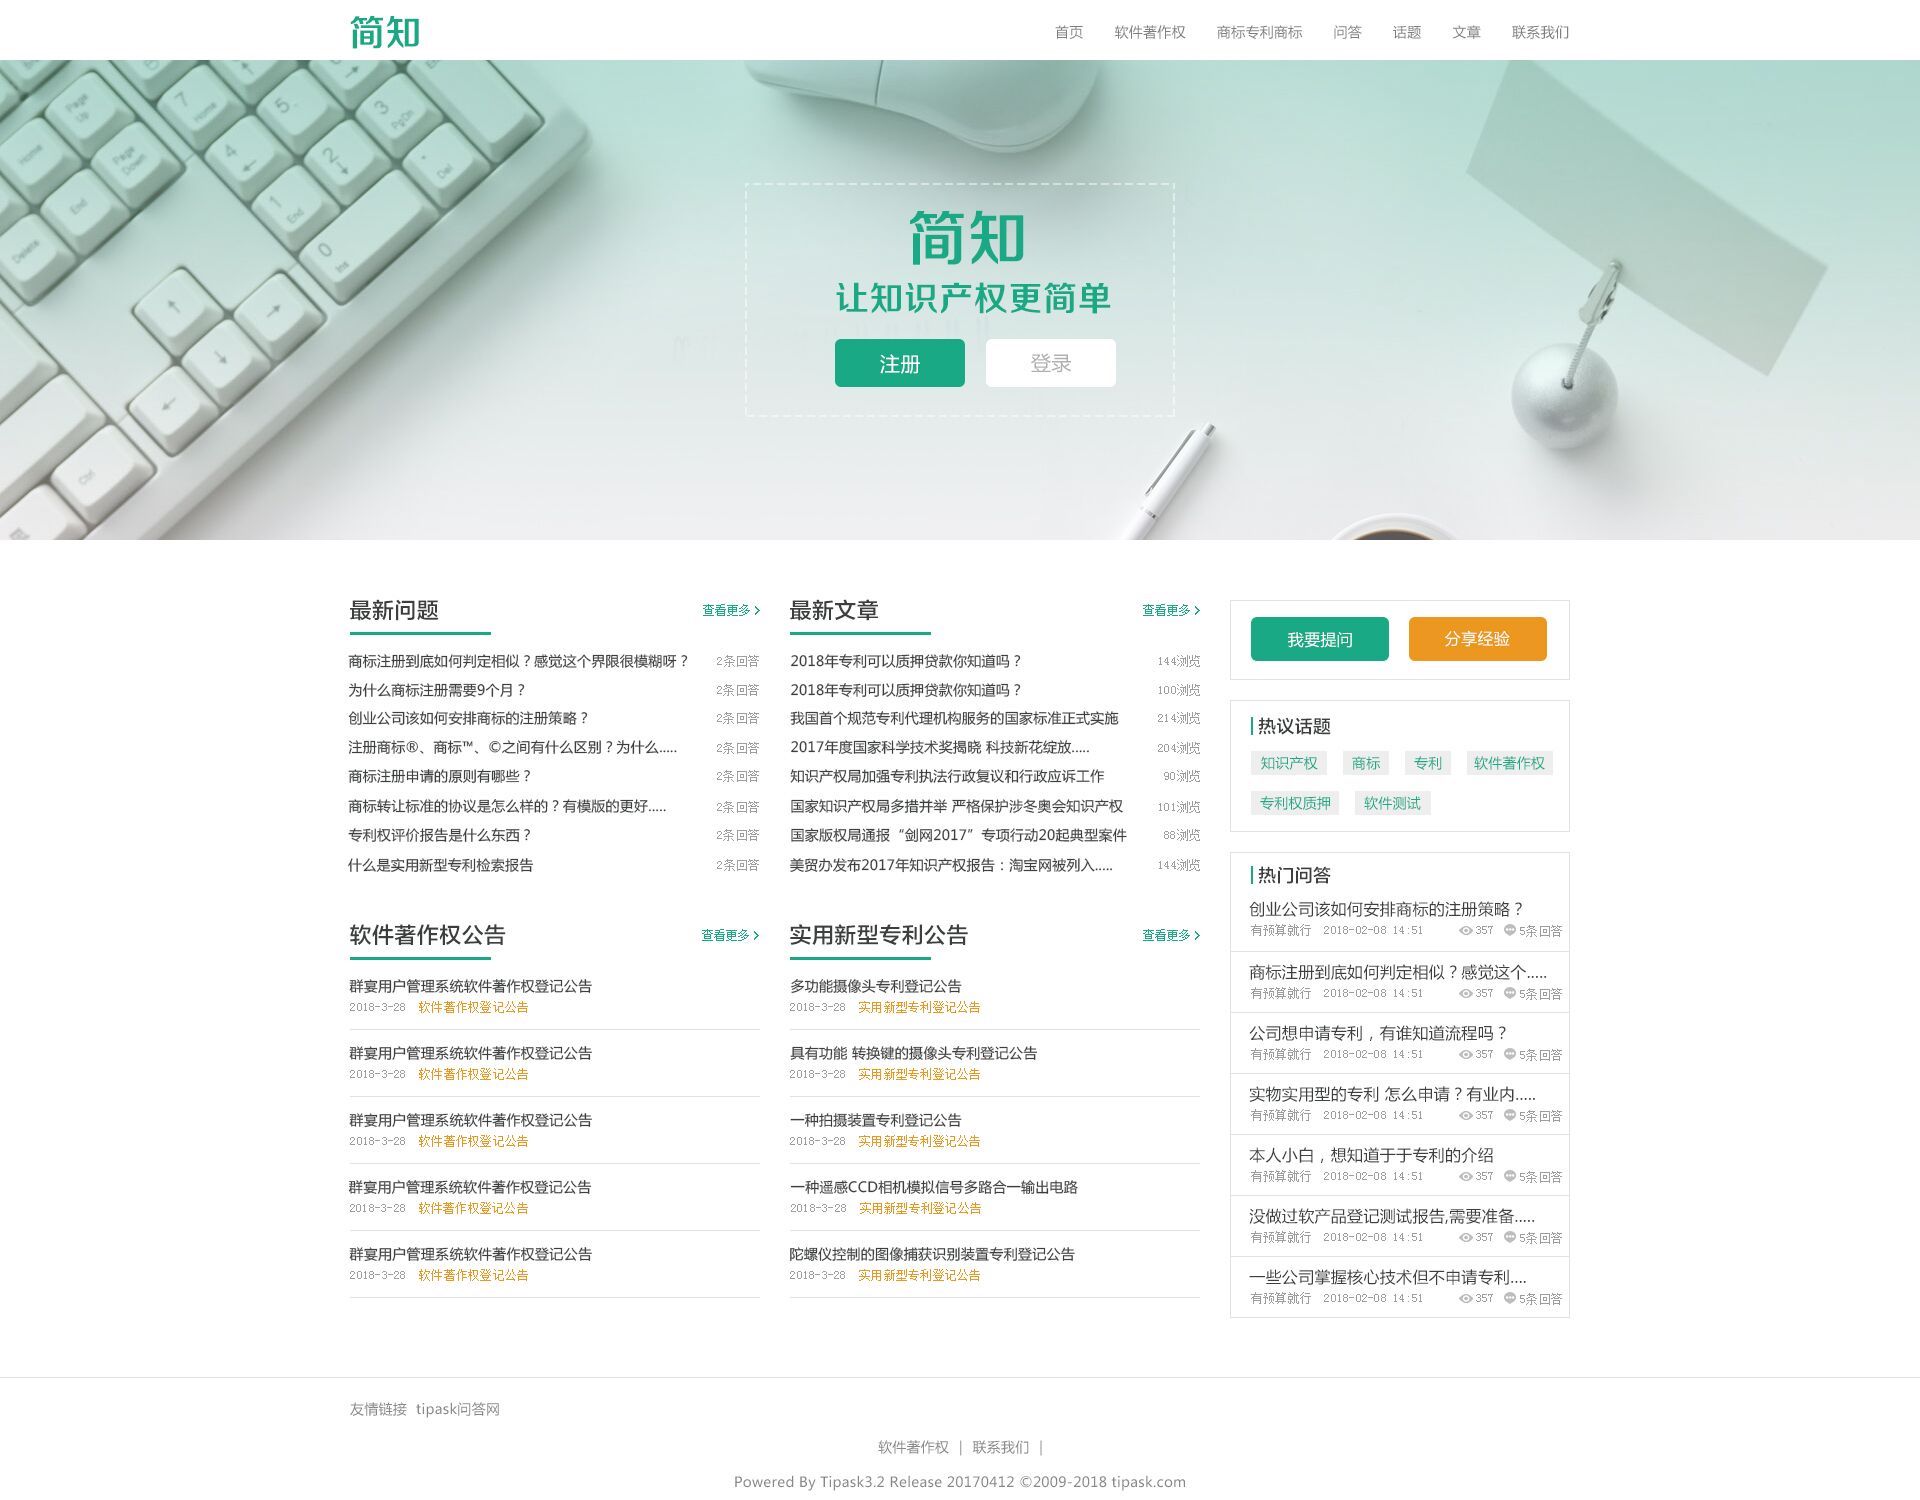 简知
首页 软件著作权 商标专利商标 问答 话题 文章 联系我们
Page Up
7 Home
5
3 PgDn
Home
Page Down
4
2
Del
End
1 End
0 Ins
Delete
Ctrl
简知
让知识产权更简单
注册 登录
最新问题 查看更多
商标注册到底如何判定相似？感觉这个界限很模糊呀？ 2条回答
为什么商标注册需要9个月？ 2条回答
创业公司该如何安排商标的注册策略？ 2条回答
注册商标®、商标™、©之间有什么区别？为什么..... 2条回答
商标注册申请的原则有哪些？ 2条回答
商标转让标准的协议是怎么样的？有模版的更好..... 2条回答
专利权评价报告是什么东西？ 2条回答
什么是实用新型专利检索报告 2条回答
最新文章 查看更多
2018年专利可以质押贷款你知道吗？ 144浏览
2018年专利可以质押贷款你知道吗？ 100浏览
我国首个规范专利代理机构服务的国家标准正式实施 214浏览
2017年度国家科学技术奖揭晓 科技新花绽放..... 204浏览
知识产权局加强专利执法行政复议和行政应诉工作 90浏览
国家知识产权局多措并举 严格保护涉冬奥会知识产权 101浏览
国家版权局通报“剑网2017”专项行动20起典型案件 88浏览
美贸办发布2017年知识产权报告：淘宝网被列入..... 144浏览
软件著作权公告 查看更多
群宴用户管理系统软件著作权登记公告
2018-3-28 软件著作权登记公告
群宴用户管理系统软件著作权登记公告
2018-3-28 软件著作权登记公告
群宴用户管理系统软件著作权登记公告
2018-3-28 软件著作权登记公告
群宴用户管理系统软件著作权登记公告
2018-3-28 软件著作权登记公告
群宴用户管理系统软件著作权登记公告
2018-3-28 软件著作权登记公告
实用新型专利公告 查看更多
多功能摄像头专利登记公告
2018-3-28 实用新型专利登记公告
具有功能 转换键的摄像头专利登记公告
2018-3-28 实用新型专利登记公告
一种拍摄装置专利登记公告
2018-3-28 实用新型专利登记公告
一种遥感CCD相机模拟信号多路合一输出电路
2018-3-28 实用新型专利登记公告
陀螺仪控制的图像捕获识别装置专利登记公告
2018-3-28 实用新型专利登记公告
我要提问 分享经验
热议话题
知识产权 商标 专利 软件著作权
专利权质押 软件测试
热门问答
创业公司该如何安排商标的注册策略？
有预算就行 2018-02-08 14:51 357 5条回答
商标注册到底如何判定相似？感觉这个.....
有预算就行 2018-02-08 14:51 357 5条回答
公司想申请专利，有谁知道流程吗？
有预算就行 2018-02-08 14:51 357 5条回答
实物实用型的专利 怎么申请？有业内.....
有预算就行 2018-02-08 14:51 357 5条回答
本人小白，想知道于于专利的介绍
有预算就行 2018-02-08 14:51 357 5条回答
没做过软产品登记测试报告,需要准备.....
有预算就行 2018-02-08 14:51 357 5条回答
一些公司掌握核心技术但不申请专利....
有预算就行 2018-02-08 14:51 357 5条回答
友情链接 tipask问答网
软件著作权 | 联系我们 |
Powered By Tipask3.2 Release 20170412 ©2009-2018 tipask.com